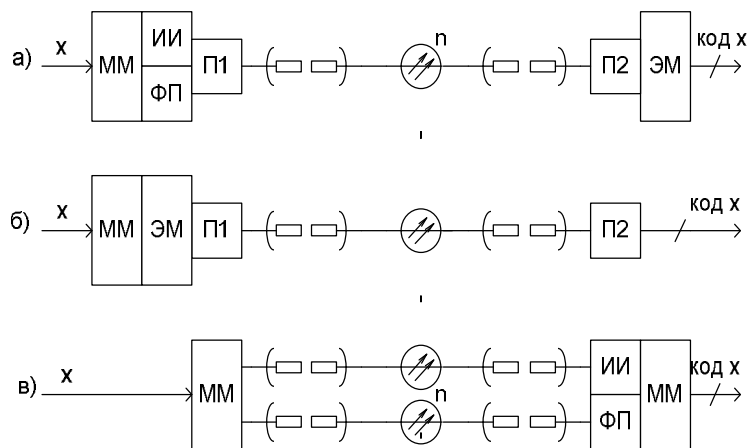 а) x ММ ИИ ФП П1 n П2 ЭМ код x
б) x ММ ЭМ П1 П2 код x
в) x ММ n ИИ ФП ММ код x